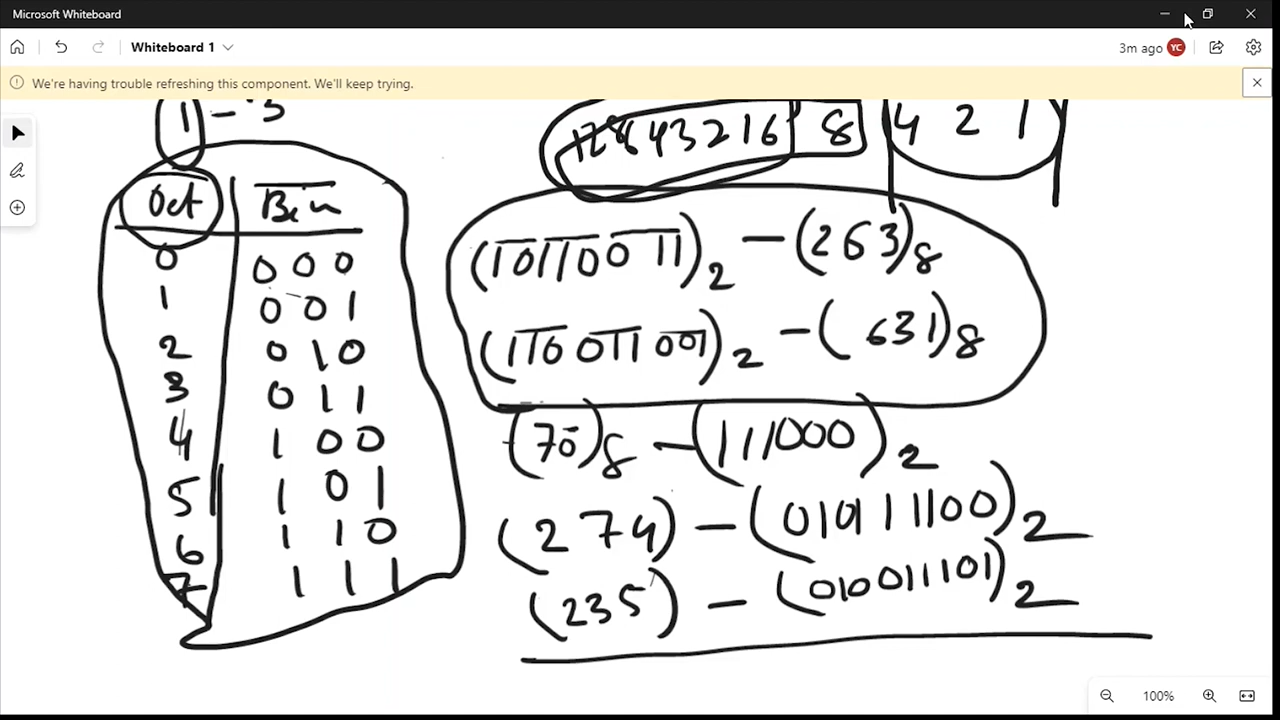 Microsoft Whiteboard
Whiteboard 1
3m ago YC
We're having trouble refreshing this component. We'll keep trying.
1 - 3
128 64 32 16 8 4 2 1
Oct Bin
0 000
1 001
2 010
3 011
4 100
5 101
6 110
7 111
(10110011)2 - (263)8
(110011001)2 - (631)8
(70)8 - (111000)2
(274) - (010111100)2
(235) - (010011101)2
100%